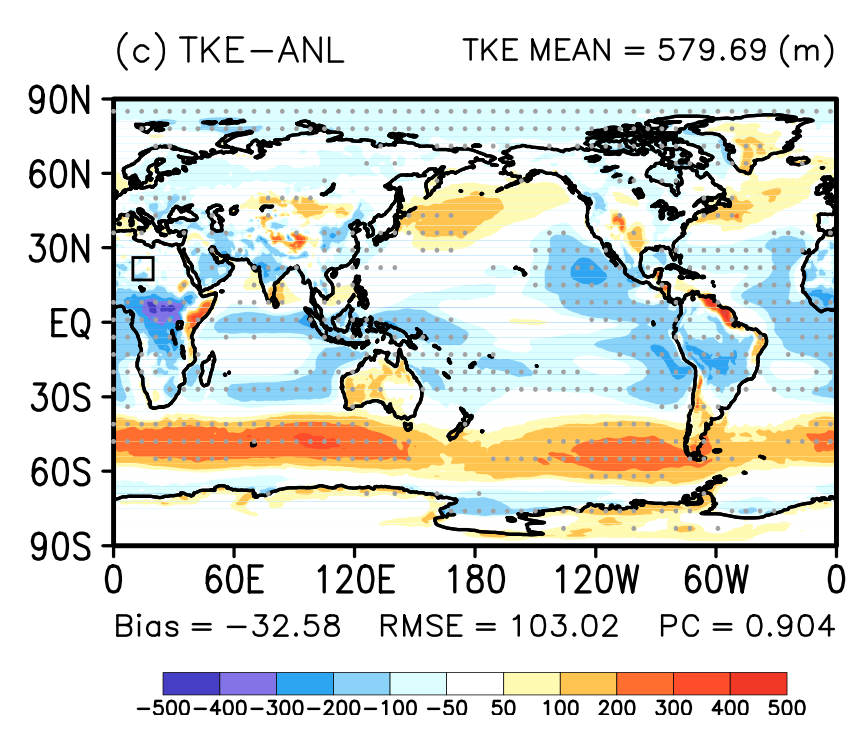 (c) TKE−ANL TKE MEAN = 579.69 (m)
90N
60N
30N
EQ
30S
60S
90S
0 60E 120E 180 120W 60W 0
Bias = −32.58 RMSE = 103.02 PC = 0.904
−500 −400 −300 −200 −100 −50 50 100 200 300 400 500